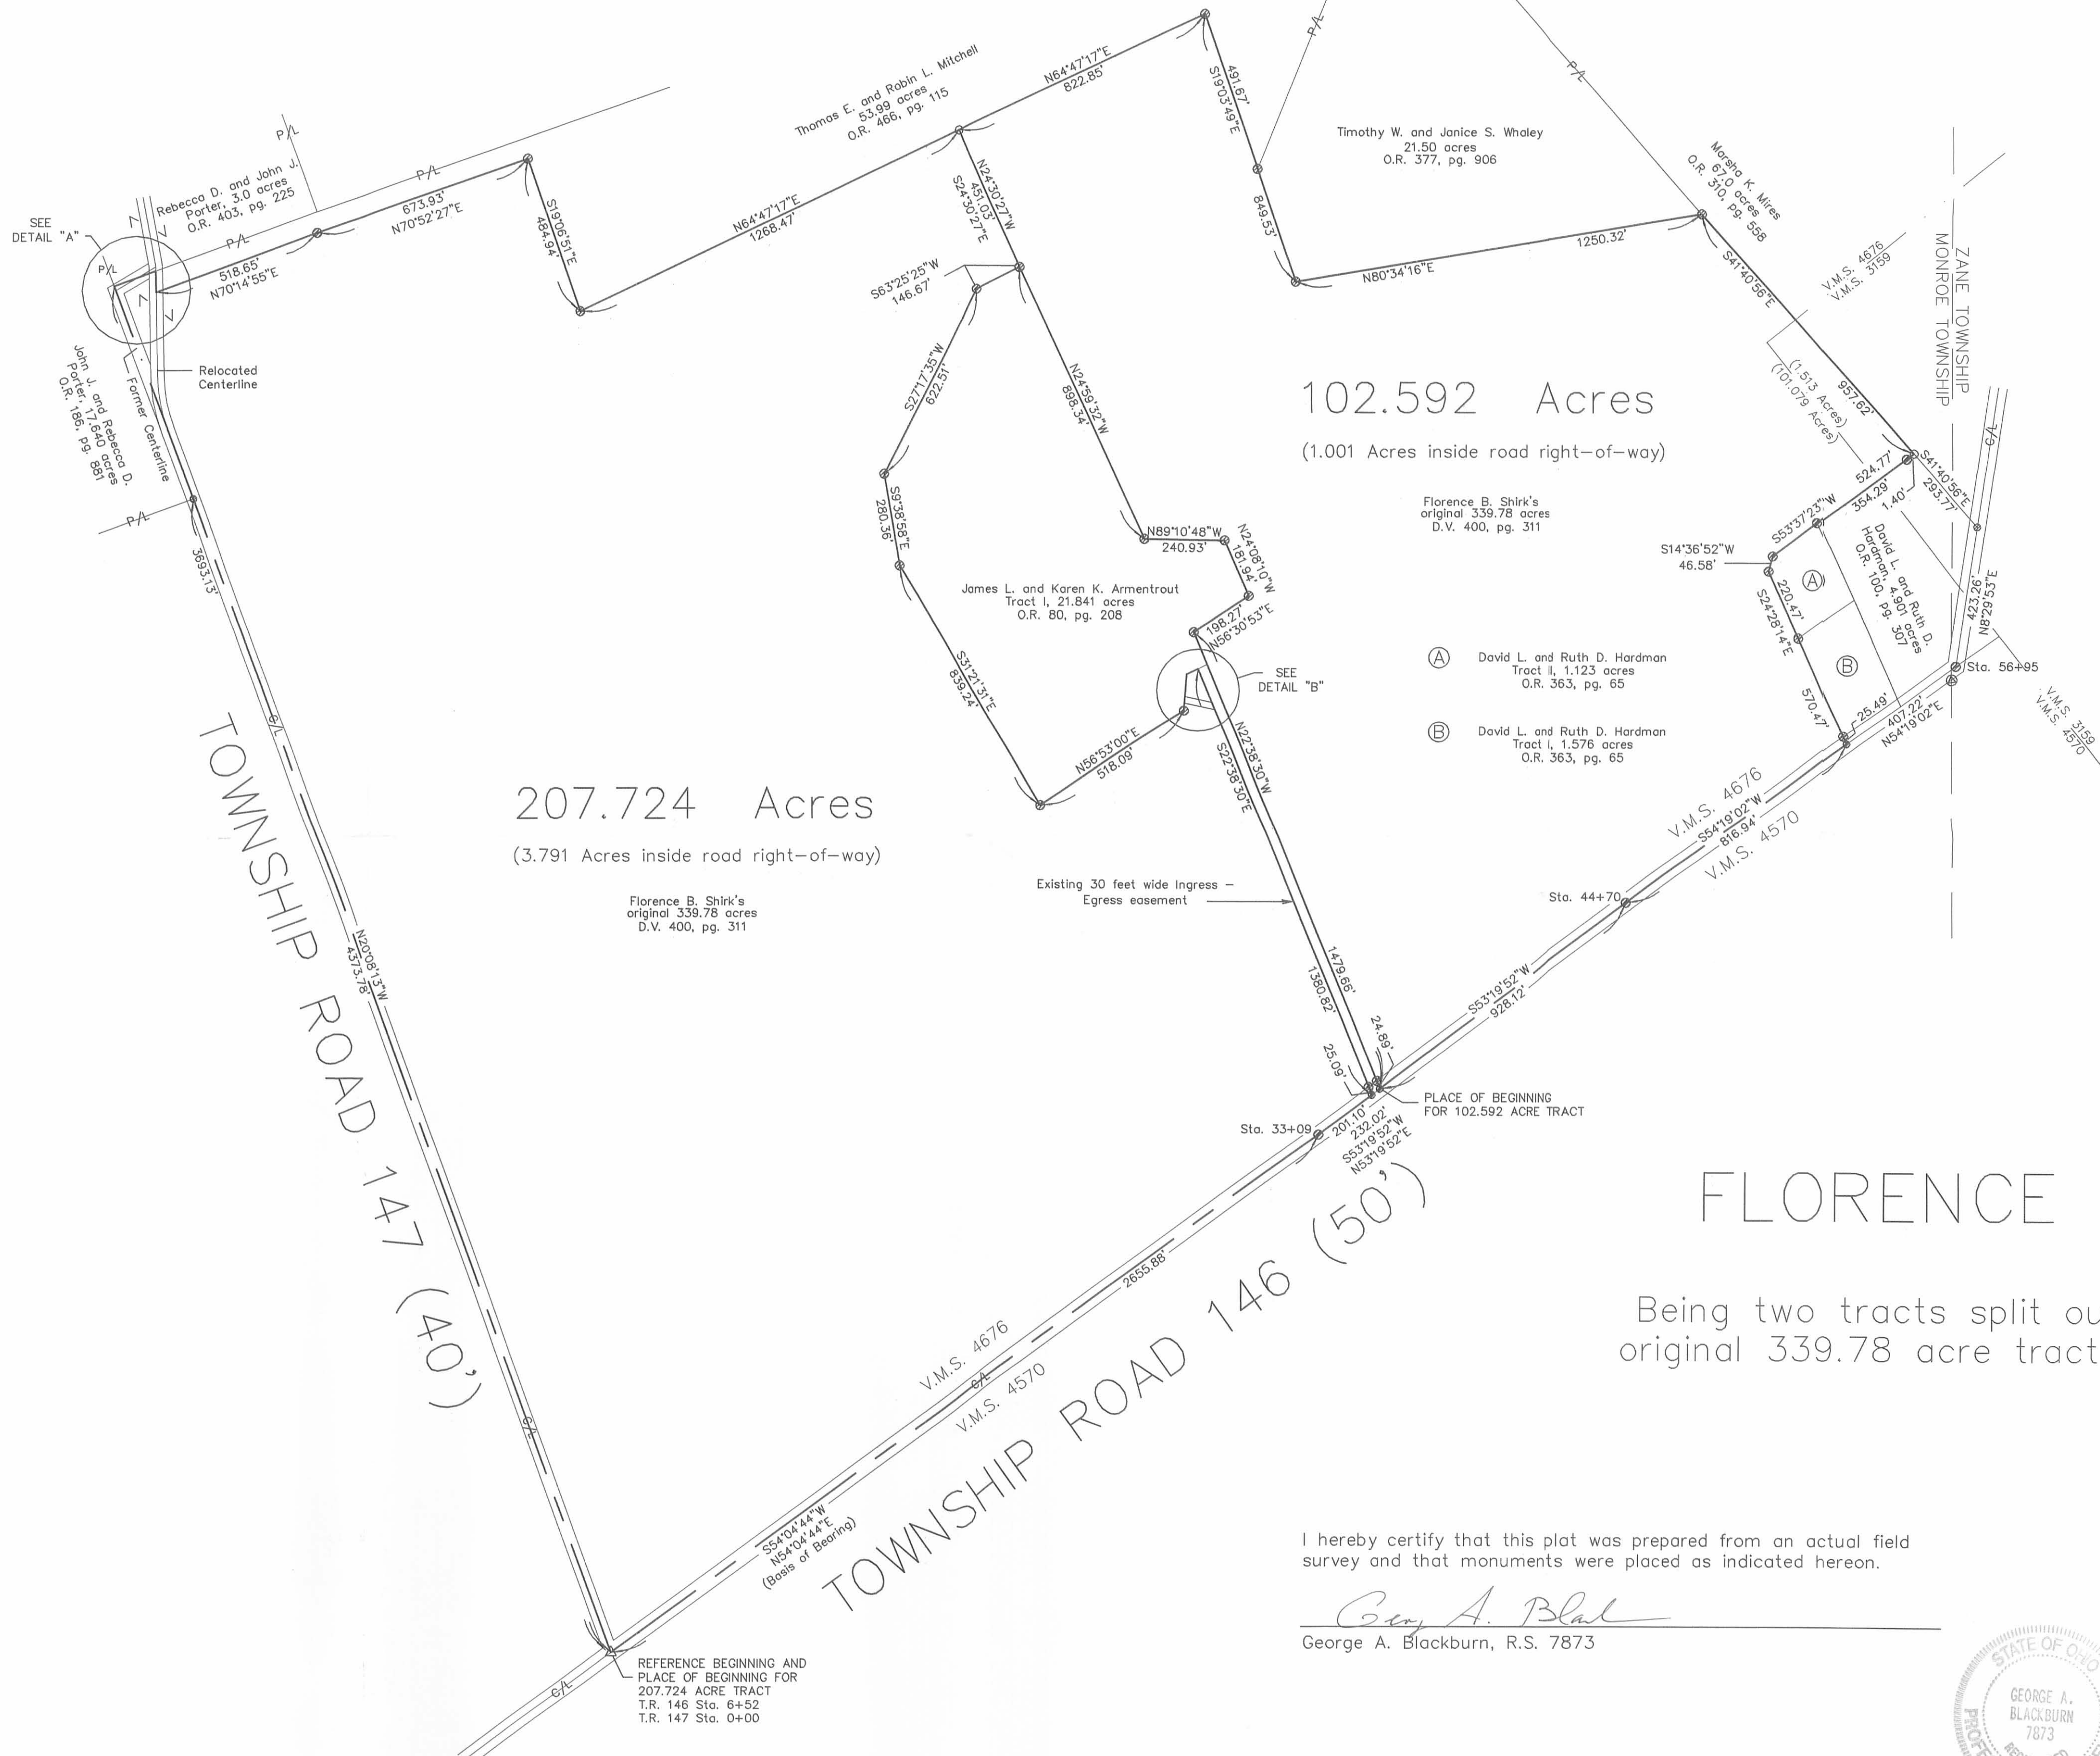 Thomas E. and Robin L. Mitchell
53.99 acres
O.R. 466, pg. 115
N64°47'17"E
822.85'
491.67'
S19°03'49"E
849.53'
P/L
P/L
Timothy W. and Janice S. Whaley
21.50 acres
O.R. 377, pg. 906
Marsha K. Mires
67.0 acres
O.R. 310, pg. 558
V.M.S. 4676
V.M.S. 3159
ZANE TOWNSHIP
MONROE TOWNSHIP
P/L
P/L
Rebecca D. and John J.
Porter, 3.0 acres
O.R. 403, pg. 225
SEE
DETAIL "A"
P/L
P/L
673.93'
N70°52'27"E
518.65'
N70°14'55"E
S19°06'51"E
484.94'
N64°47'17"E
1268.47'
N24°30'27"W
451.03'
S24°30'27"E
S63°25'25"W
146.67'
N80°34'16"E
1250.32'
S41°40'56"E
957.62'
(1.513 Acres)
(101.079 Acres)
Relocated
Centerline
Former Centerline
John J. and Rebecca D.
Porter, 17.640 acres
O.R. 186, pg. 881
P/L
S27°17'35"W
622.51'
N24°59'32"W
898.34'
102.592 Acres
(1.001 Acres inside road right-of-way)
Florence B. Shirk's
original 339.78 acres
D.V. 400, pg. 311
C/L
S41°40'56"E
293.77'
524.77'
354.29'
1.40'
S53°37'23"W
S14°36'52"W
46.58'
S9°38'58"E
280.36'
N89°10'48"W
240.93'
N24°08'10"W
181.94'
198.27'
N56°30'53"E
James L. and Karen K. Armentrout
Tract I, 21.841 acres
O.R. 80, pg. 208
3693.13'
A
B
220.47'
S24°28'14"E
570.47'
David L. and Ruth D.
Hardman, 4.901 acres
O.R. 100, pg. 307
423.26'
N8°29'53"E
Sta. 56+95
25.49'
407.22'
N54°19'02"E
V.M.S. 3159
V.M.S. 4570
S31°21'31"E
839.24'
SEE
DETAIL "B"
A David L. and Ruth D. Hardman
Tract II, 1.123 acres
O.R. 363, pg. 65
B David L. and Ruth D. Hardman
Tract I, 1.576 acres
O.R. 363, pg. 65
C/L
N56°53'00"E
518.09'
N22°38'30"W
S22°38'30"E
207.724 Acres
(3.791 Acres inside road right-of-way)
Florence B. Shirk's
original 339.78 acres
D.V. 400, pg. 311
Existing 30 feet wide Ingress -
Egress easement
V.M.S. 4676
S54°19'02"W
816.94'
V.M.S. 4570
Sta. 44+70
N20°08'13"W
4373.78'
1479.66'
1380.82'
S53°19'52"W
928.12'
24.89'
25.09'
PLACE OF BEGINNING
FOR 102.592 ACRE TRACT
Sta. 33+09
201.10'
232.02'
S53°19'52"W
N53°19'52"E
TOWNSHIP ROAD 147 (40')
FLORENCE
2655.88'
Being two tracts split ou
original 339.78 acre tract
V.M.S. 4676
C/L
V.M.S. 4570
TOWNSHIP ROAD 146 (50')
C/L
S54°04'44"W
N54°04'44"E
(Basis of Bearing)
I hereby certify that this plat was prepared from an actual field
survey and that monuments were placed as indicated hereon.
George A. Blackburn, R.S. 7873
REFERENCE BEGINNING AND
PLACE OF BEGINNING FOR
207.724 ACRE TRACT
T.R. 146 Sta. 6+52
T.R. 147 Sta. 0+00
C/L
STATE OF OHIO
GEORGE A.
BLACKBURN
7873